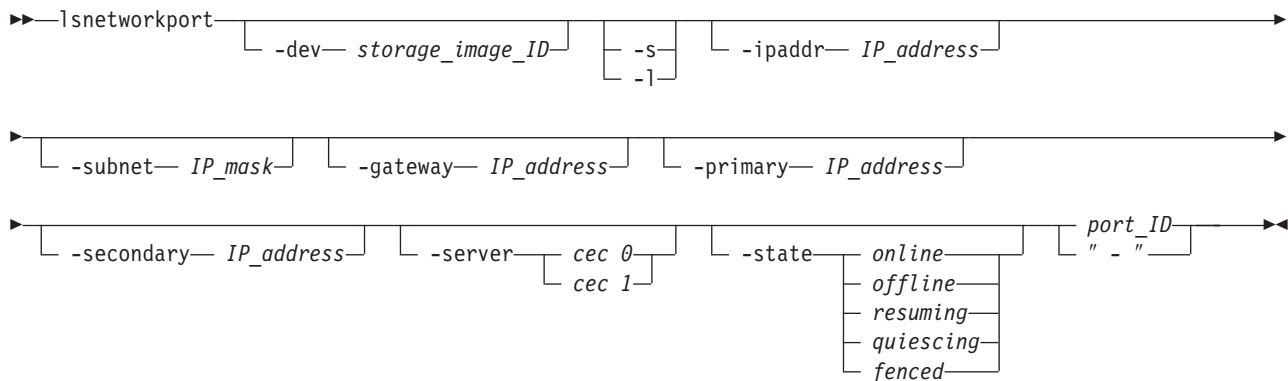 lsnetworkport
-dev storage_image_ID
-s
-l
-ipaddr IP_address
-subnet IP_mask
-gateway IP_address
-primary IP_address
-secondary IP_address
-server cec 0
cec 1
-state online
offline
resuming
quiescing
fenced
port_ID
" - "